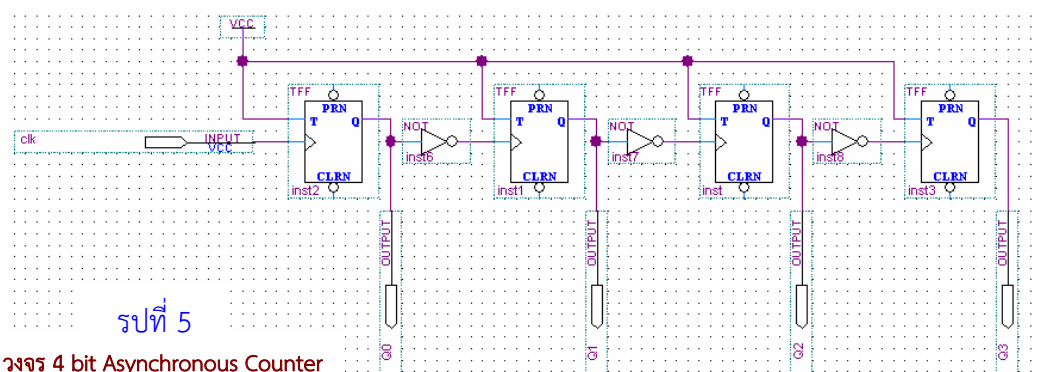 VCC
TFF TFF TFF TFF
PRN PRN PRN PRN
T Q T Q T Q T Q
clk INPUT VCC
NOT NOT NOT
inst6 inst7 inst8
CLRN CLRN CLRN CLRN
inst2 inst1 inst inst3
OUTPUT OUTPUT OUTPUT OUTPUT
Q0 Q1 Q2 Q3
รูปที่ 5
วงจร 4 bit Asynchronous Counter